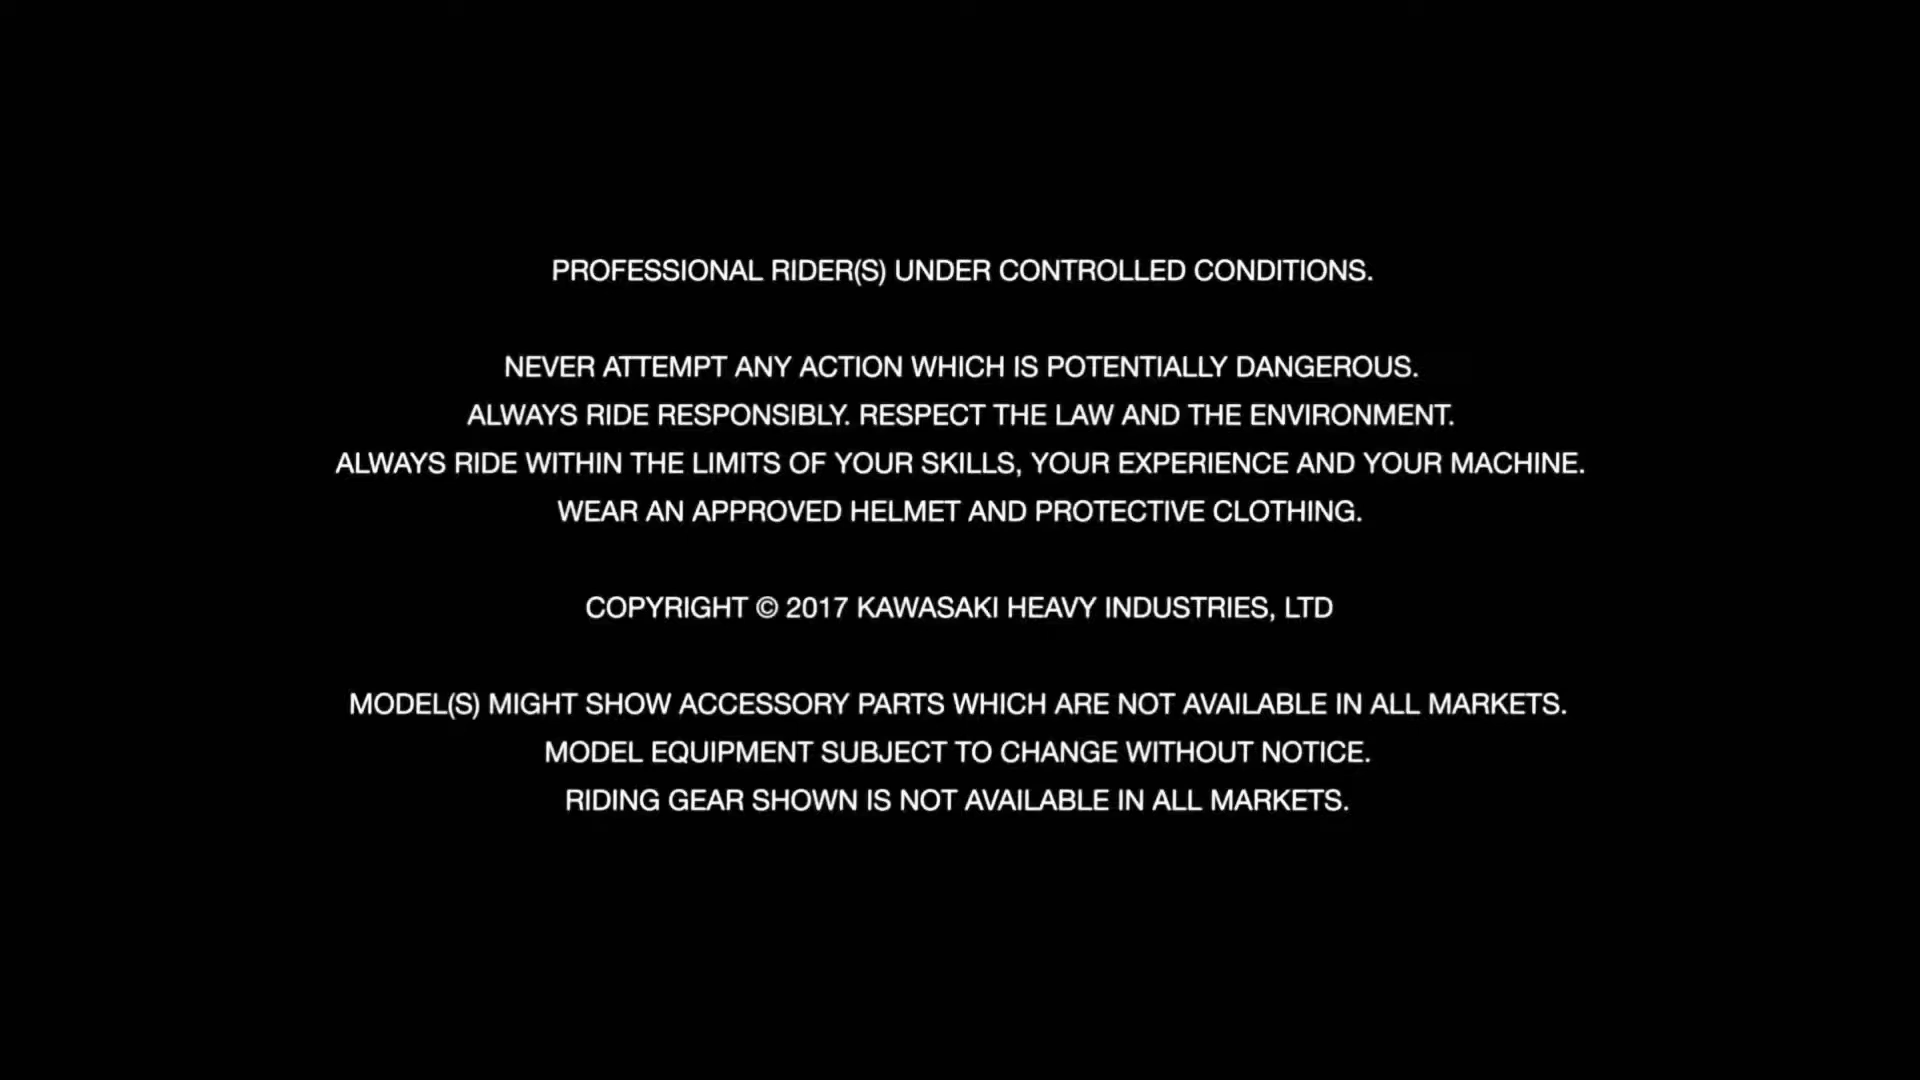 PROFESSIONAL RIDER(S) UNDER CONTROLLED CONDITIONS.
NEVER ATTEMPT ANY ACTION WHICH IS POTENTIALLY DANGEROUS.
ALWAYS RIDE RESPONSIBLY. RESPECT THE LAW AND THE ENVIRONMENT.
ALWAYS RIDE WITHIN THE LIMITS OF YOUR SKILLS, YOUR EXPERIENCE AND YOUR MACHINE.
WEAR AN APPROVED HELMET AND PROTECTIVE CLOTHING.
COPYRIGHT © 2017 KAWASAKI HEAVY INDUSTRIES, LTD
MODEL(S) MIGHT SHOW ACCESSORY PARTS WHICH ARE NOT AVAILABLE IN ALL MARKETS.
MODEL EQUIPMENT SUBJECT TO CHANGE WITHOUT NOTICE.
RIDING GEAR SHOWN IS NOT AVAILABLE IN ALL MARKETS.